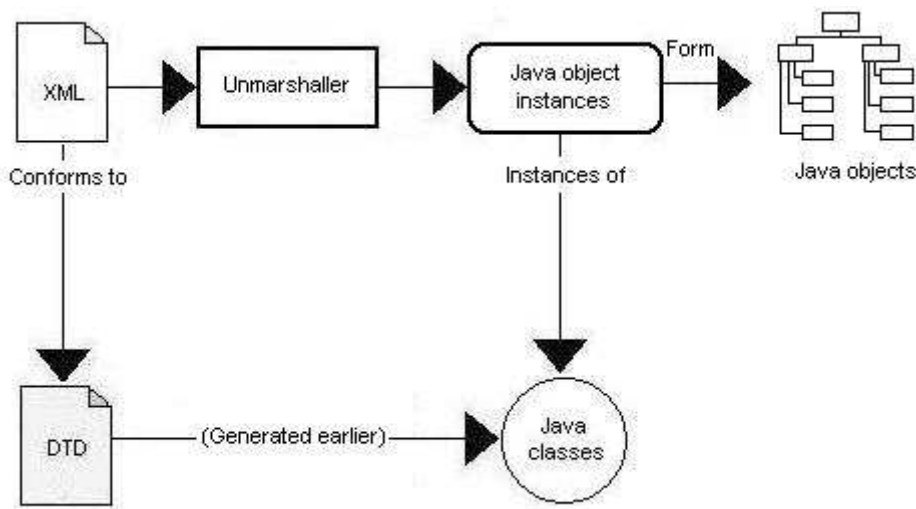 XML
Unmarshaller
Java object
instances
Form
Java objects
Conforms to
Instances of
DTD
(Generated earlier)
Java
classes